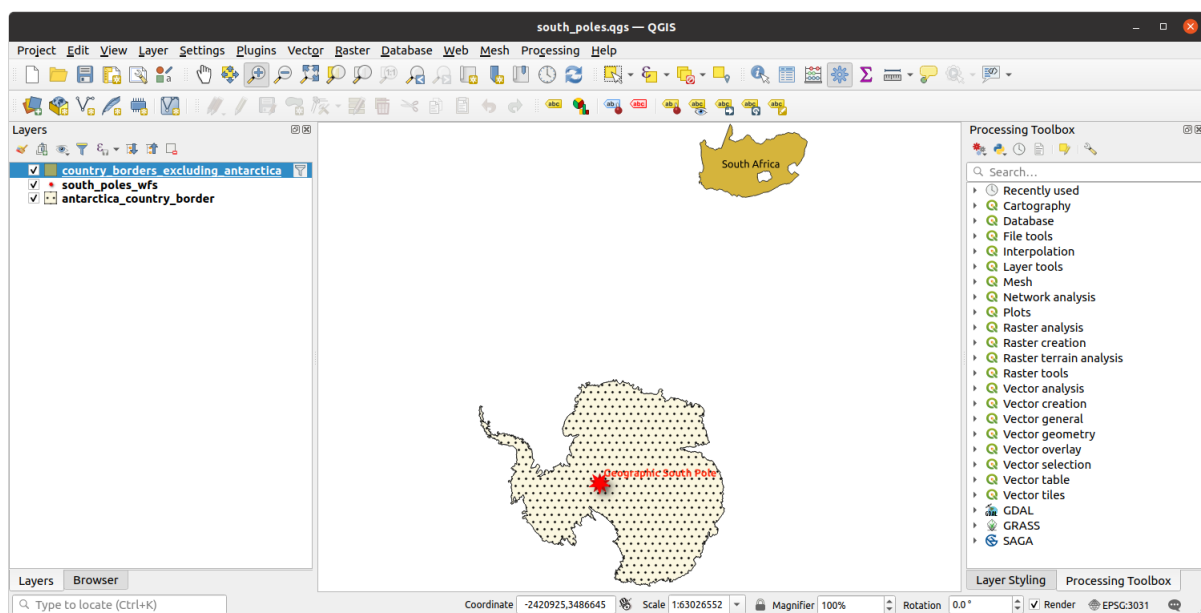 south_poles.qgs — QGIS
Project Edit View Layer Settings Plugins Vector Raster Database Web Mesh Processing Help
Layers
country_borders_excluding_antarctica
south_poles_wfs
antarctica_country_border
South Africa
Geographic South Pole
Processing Toolbox
Search...
Recently used
Cartography
Database
File tools
Interpolation
Layer tools
Mesh
Network analysis
Plots
Raster analysis
Raster creation
Raster terrain analysis
Raster tools
Vector analysis
Vector creation
Vector general
Vector geometry
Vector overlay
Vector selection
Vector table
Vector tiles
GDAL
GRASS
SAGA
Layers Browser
Layer Styling Processing Toolbox
Type to locate (Ctrl+K) Coordinate -2420925,3486645 Scale 1:63026552 Magnifier 100% Rotation 0.0 ° Render EPSG:3031